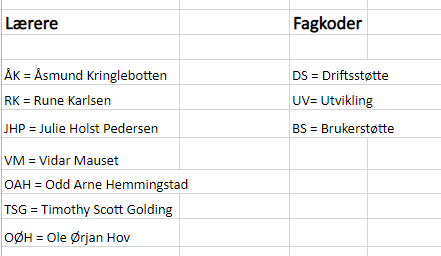 Lærere Fagkoder
ÅK = Åsmund Kringlebotten DS = Driftsstøtte
RK = Rune Karlsen UV= Utvikling
JHP = Julie Holst Pedersen BS = Brukerstøtte
VM = Vidar Mauset
OAH = Odd Arne Hemmingstad
TSG = Timothy Scott Golding
OØH = Ole Ørjan Hov